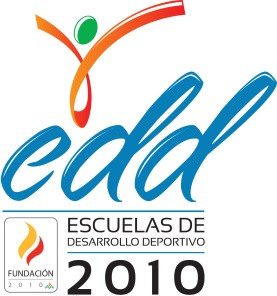 edd
ESCUELAS DE
DESARROLLO DEPORTIVO
FUNDACIÓN
2010
2010